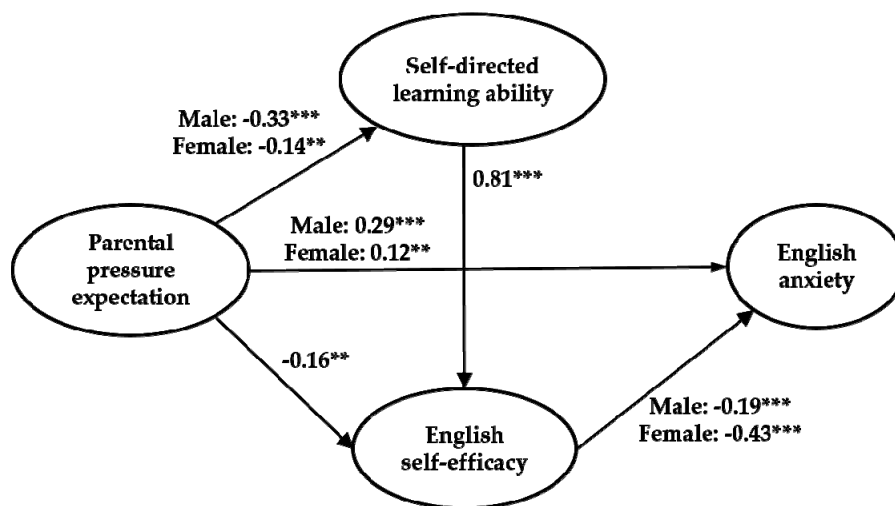 Self-directed
learning ability
Male: -0.33***
Female: -0.14**
0.81***
Male: 0.29***
Female: 0.12**
Parental
pressure
expectation
English
anxiety
-0.16**
Male: -0.19***
Female: -0.43***
English
self-efficacy